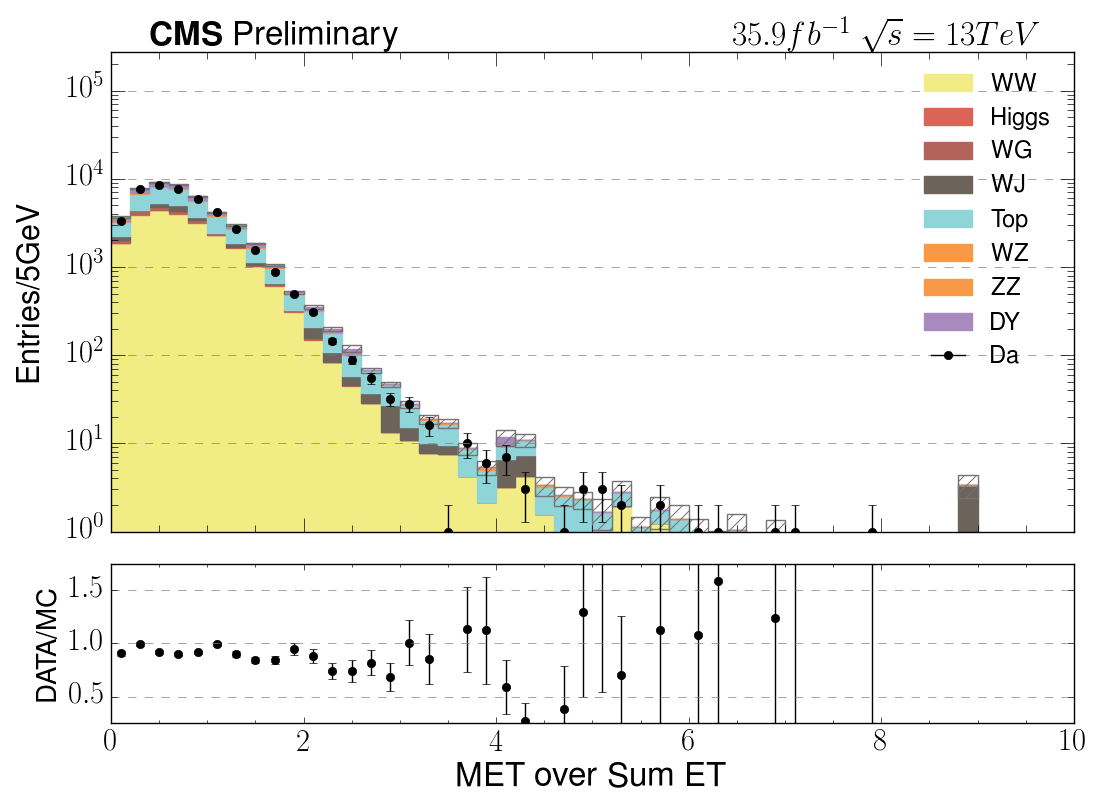 CMS Preliminary 35.9fb⁻¹ √s = 13TeV
Entries/5GeV
10⁵
10⁴
10³
10²
10¹
10⁰
WW
Higgs
WG
WJ
Top
WZ
ZZ
DY
Da
DATA/MC
1.5
1.0
0.5
0 2 4 6 8 10
MET over Sum ET